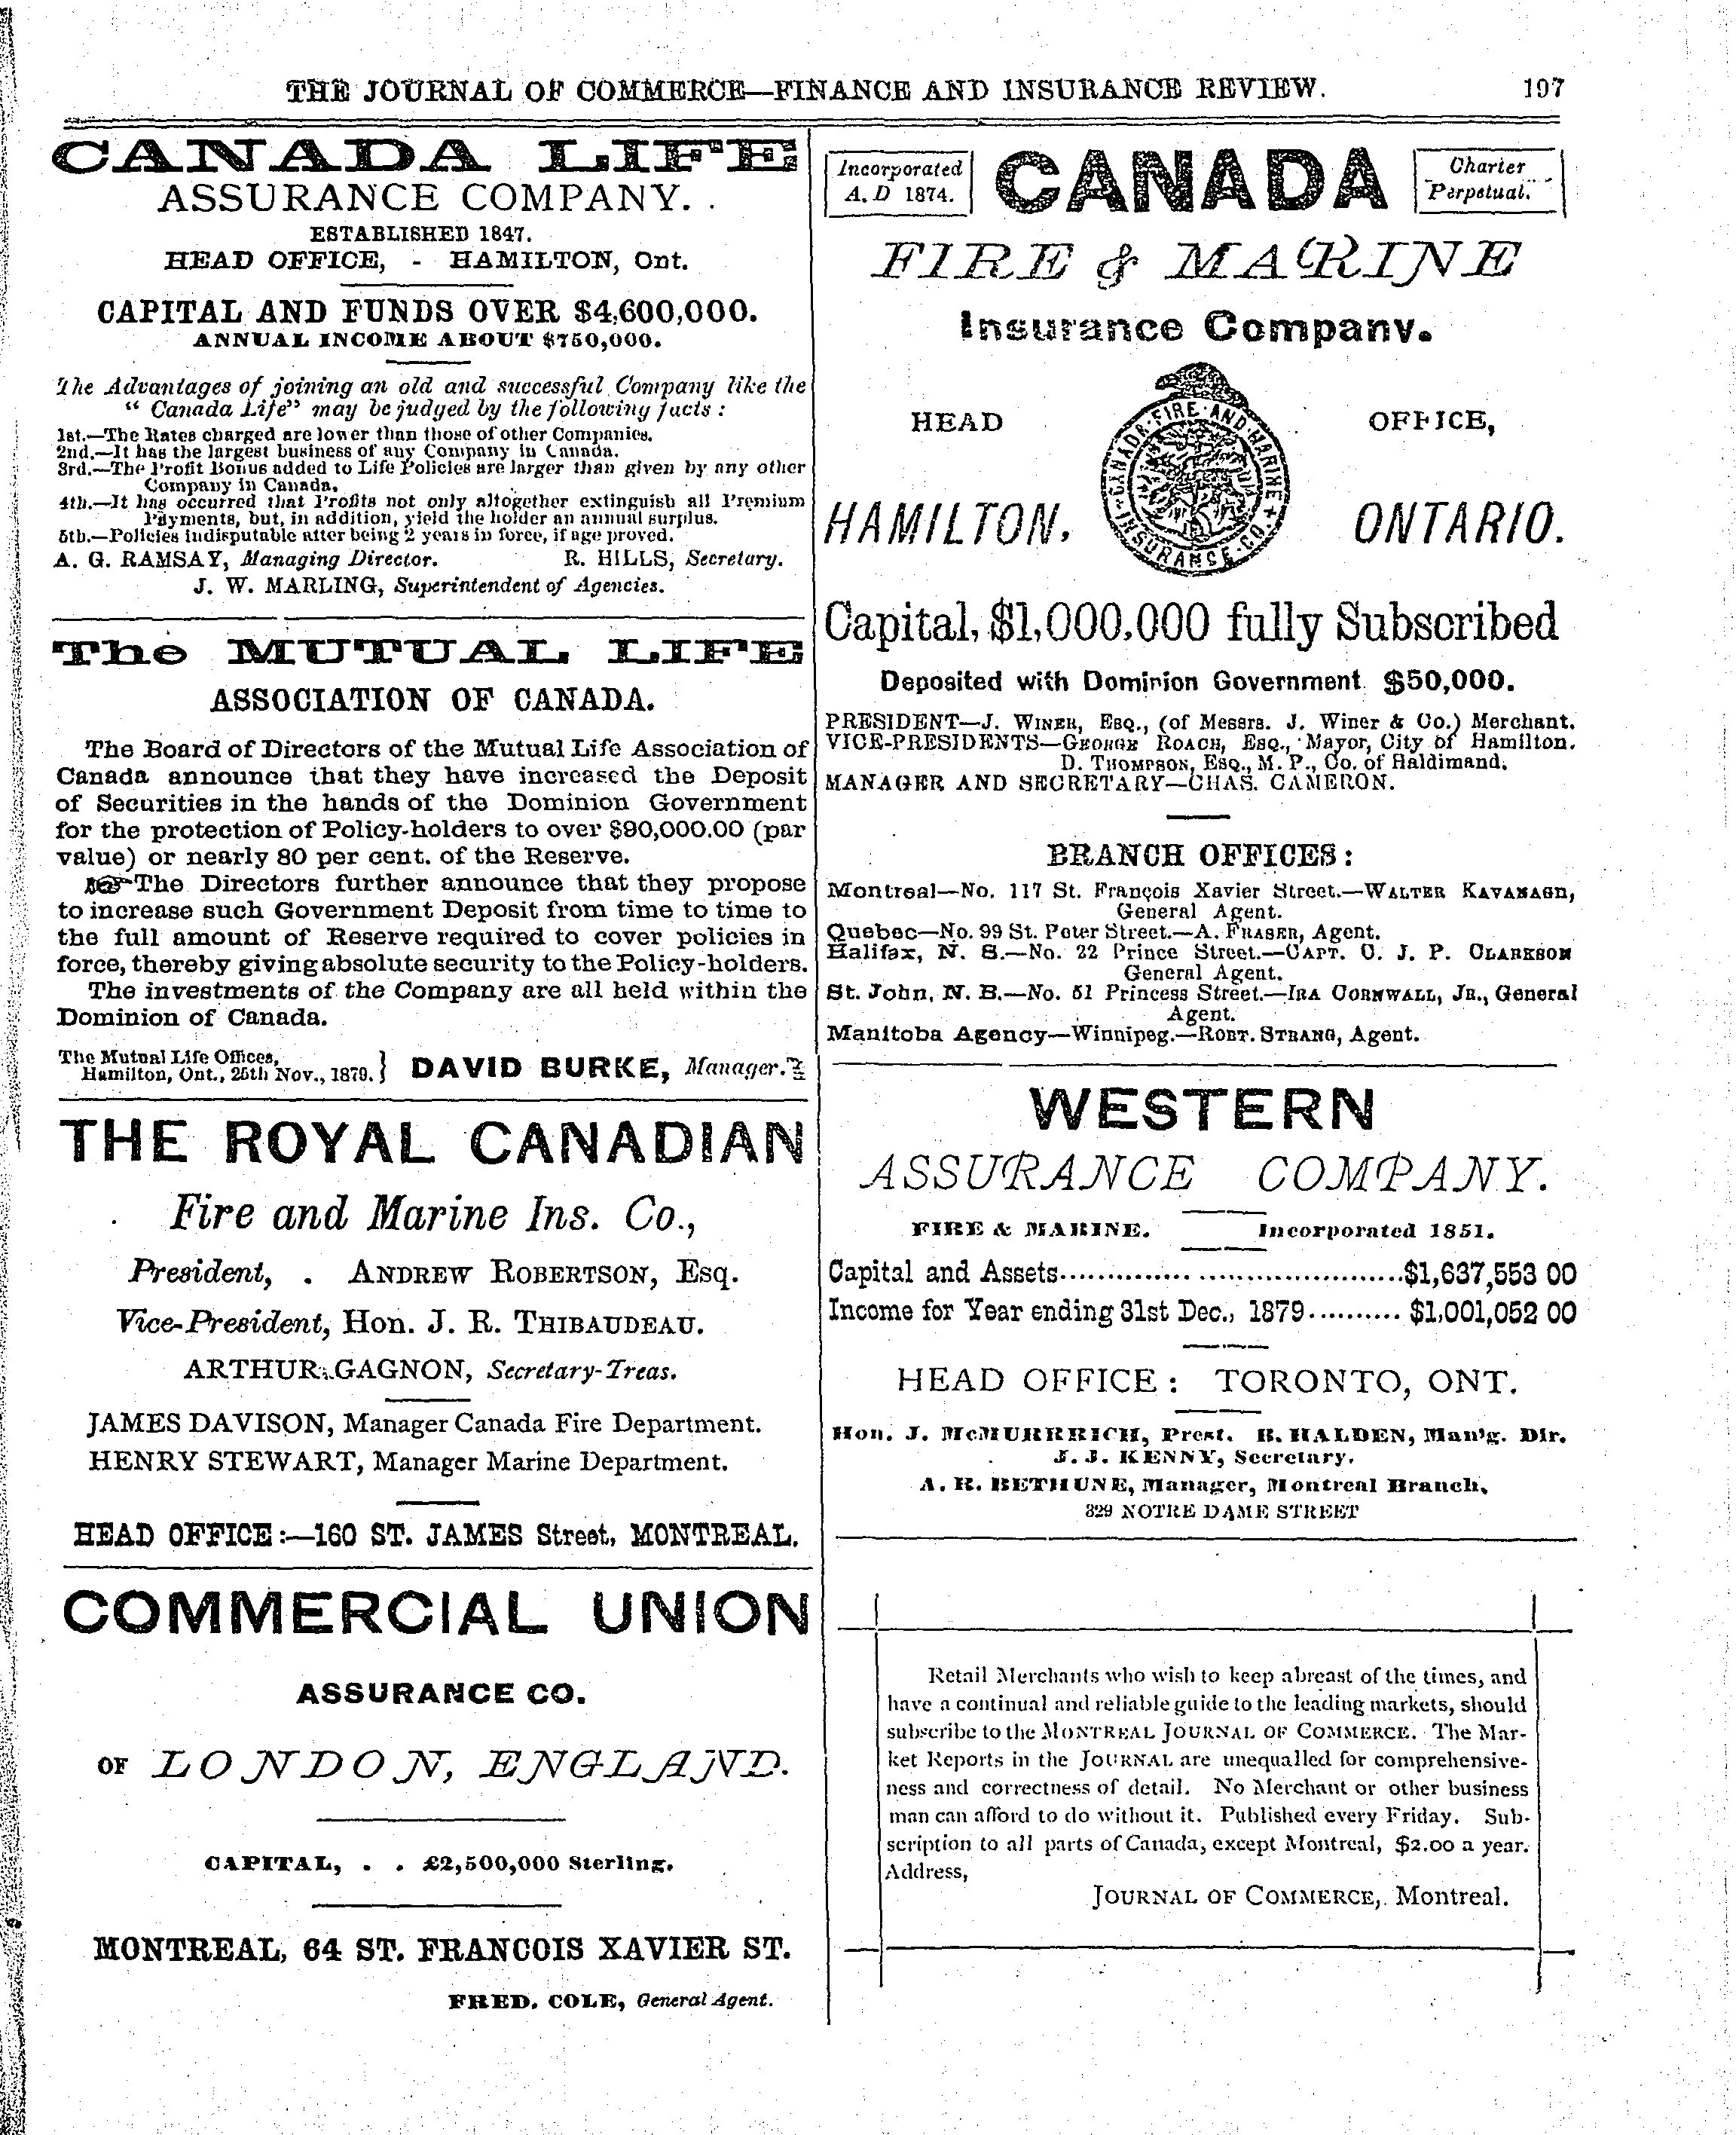 THE JOURNAL OF COMMERCE—FINANCE AND INSURANCE REVIEW. 197
CANADA LIFE
ASSURANCE COMPANY.
ESTABLISHED 1847.
HEAD OFFICE, - HAMILTON, Ont.
CAPITAL AND FUNDS OVER $4,600,000.
ANNUAL INCOME ABOUT $750,000.
The Advantages of joining an old and successful Company like the
"Canada Life" may be judged by the following facts :
1st.—The Rates charged are lower than those of other Companies.
2nd.—It has the largest business of any Company in Canada.
3rd.—The Profit Bonus added to Life Policies are larger than given by any other
Company in Canada.
4th.—It has occurred that Profits not only altogether extinguish all Premium
Payments, but, in addition, yield the holder an annual surplus.
5th.—Policies indisputable after being 2 years in force, if age proved.
A. G. RAMSAY, Managing Director. R. HILLS, Secretary.
J. W. MARLING, Superintendent of Agencies.
The MUTUAL LIFE
ASSOCIATION OF CANADA.
The Board of Directors of the Mutual Life Association of
Canada announce that they have increased the Deposit
of Securities in the hands of the Dominion Government
for the protection of Policy-holders to over $90,000.00 (par
value) or nearly 80 per cent. of the Reserve.
The Directors further announce that they propose
to increase such Government Deposit from time to time to
the full amount of Reserve required to cover policies in
force, thereby giving absolute security to the Policy-holders.
The investments of the Company are all held within the
Dominion of Canada.
The Mutual Life Offices,
Hamilton, Ont., 25th Nov., 1879. } DAVID BURKE, Manager.
THE ROYAL CANADIAN
Fire and Marine Ins. Co.,
President, . ANDREW ROBERTSON, Esq.
Vice-President, Hon. J. R. THIBAUDEAU.
ARTHUR GAGNON, Secretary-Treas.
JAMES DAVISON, Manager Canada Fire Department.
HENRY STEWART, Manager Marine Department.
HEAD OFFICE:—160 ST. JAMES Street, MONTREAL.
COMMERCIAL UNION
ASSURANCE CO.
OF LONDON, ENGLAND.
CAPITAL, . . £2,500,000 Sterling.
MONTREAL, 64 ST. FRANCOIS XAVIER ST.
FRED. COLE, General Agent.
Incorporated
A.D 1874.
CANADA
Charter
Perpetual.
FIRE & MARINE
Insurance Company.
HEAD OFFICE,
CANADA FIRE AND MARINE INSURANCE CO.
HAMILTON, ONTARIO.
Capital, $1,000,000 fully Subscribed
Deposited with Dominion Government $50,000.
PRESIDENT—J. WINER, ESQ., (of Messrs. J. Winer & Co.) Merchant.
VICE-PRESIDENTS—GEORGE ROACH, ESQ., Mayor, City of Hamilton.
D. THOMPSON, ESQ., M. P., Co. of Haldimand.
MANAGER AND SECRETARY—CHAS. CAMERON.
BRANCH OFFICES:
Montreal—No. 117 St. François Xavier Street.—WALTER KAVANAGH,
General Agent.
Quebec—No. 99 St. Peter Street.—A. FRASER, Agent.
Halifax, N. S.—No. 22 Prince Street.—CAPT. C. J. P. CLARKSON
General Agent.
St. John, N. B.—No. 51 Princess Street.—IRA CORNWALL, JR., General
Agent.
Manitoba Agency—Winnipeg.—ROBT. STRANG, Agent.
WESTERN
ASSURANCE COMPANY.
FIRE & MARINE. Incorporated 1851.
Capital and Assets.....................................$1,637,553 00
Income for Year ending 31st Dec., 1879.......... $1,001,052 00
HEAD OFFICE: TORONTO, ONT.
Hon. J. McMURRRICH, Prest. B. HALDEN, Man'g. Dir.
J. J. KENNY, Secretary.
A. R. BETHUNE, Manager, Montreal Branch,
329 NOTRE DAME STREET
Retail Merchants who wish to keep abreast of the times, and
have a continual and reliable guide to the leading markets, should
subscribe to the MONTREAL JOURNAL OF COMMERCE. The Mar-
ket Reports in the JOURNAL are unequalled for comprehensive-
ness and correctness of detail. No Merchant or other business
man can afford to do without it. Published every Friday. Sub-
scription to all parts of Canada, except Montreal, $2.00 a year.
Address,
JOURNAL OF COMMERCE, Montreal.